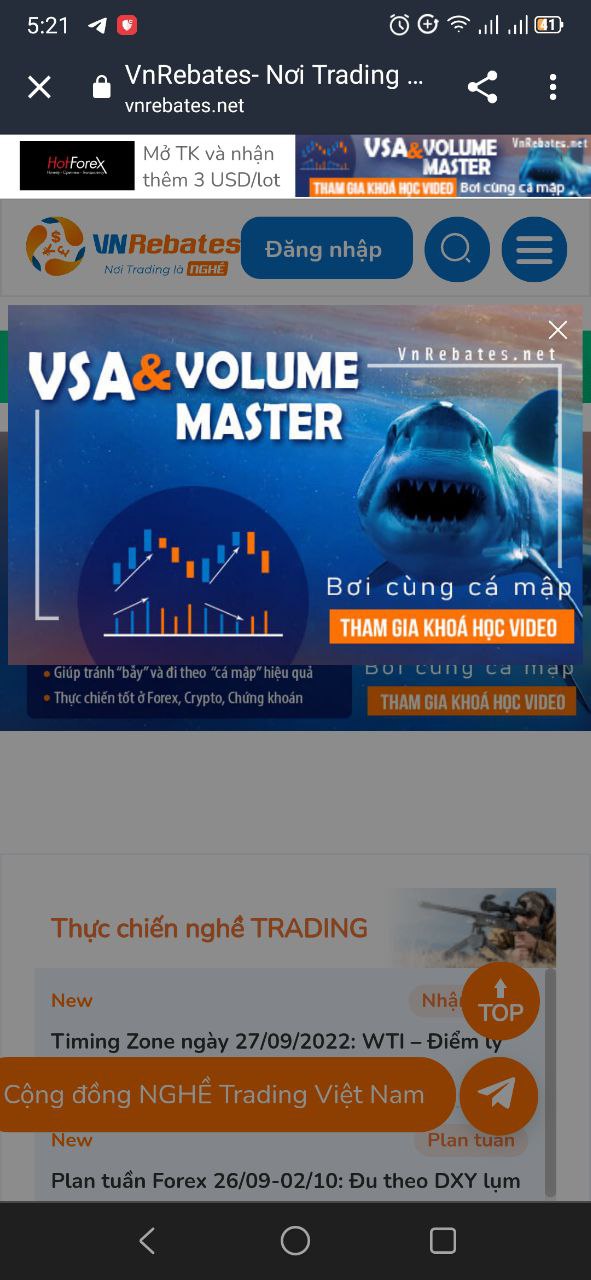 5:21
41
VnRebates- Nơi Trading ...
vnrebates.net
HotForex
Mở TK và nhận
thêm 3 USD/lot
VSA&VOLUME
MASTER
VnRebates.net
THAM GIA KHOÁ HỌC VIDEO
Bơi cùng cá mập
VNRebates
Nơi Trading là NGHỀ
Đăng nhập
VnRebates.net
VSA&VOLUME
MASTER
Bơi cùng cá mập
THAM GIA KHOÁ HỌC VIDEO
• Giúp tránh “bẫy” và đi theo “cá mập” hiệu quả
• Thực chiến tốt ở Forex, Crypto, Chứng khoán
Bơi cùng cá mập
THAM GIA KHOÁ HỌC VIDEO
Thực chiến nghề TRADING
New
Nhận
TOP
Timing Zone ngày 27/09/2022: WTI – Điểm lý
Cộng đồng NGHỀ Trading Việt Nam
New
Plan tuần
Plan tuần Forex 26/09-02/10: Đu theo DXY lụm